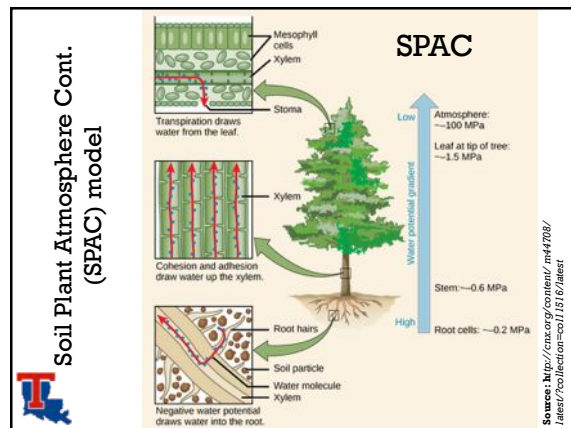 Soil Plant Atmosphere Cont.
(SPAC) model
SPAC
Mesophyll
cells
Xylem
Stoma
Transpiration draws
water from the leaf.
Xylem
Cohesion and adhesion
draw water up the xylem.
Root hairs
Soil particle
Water molecule
Xylem
Negative water potential
draws water into the root.
Low
Water potential gradient
High
Atmosphere:
~–100 MPa
Leaf at tip of tree:
~–1.5 MPa
Stem:~–0.6 MPa
Root cells: ~–0.2 MPa
Source: http://cnx.org/content/ m44708/
latest/?collection=col11516/latest
T